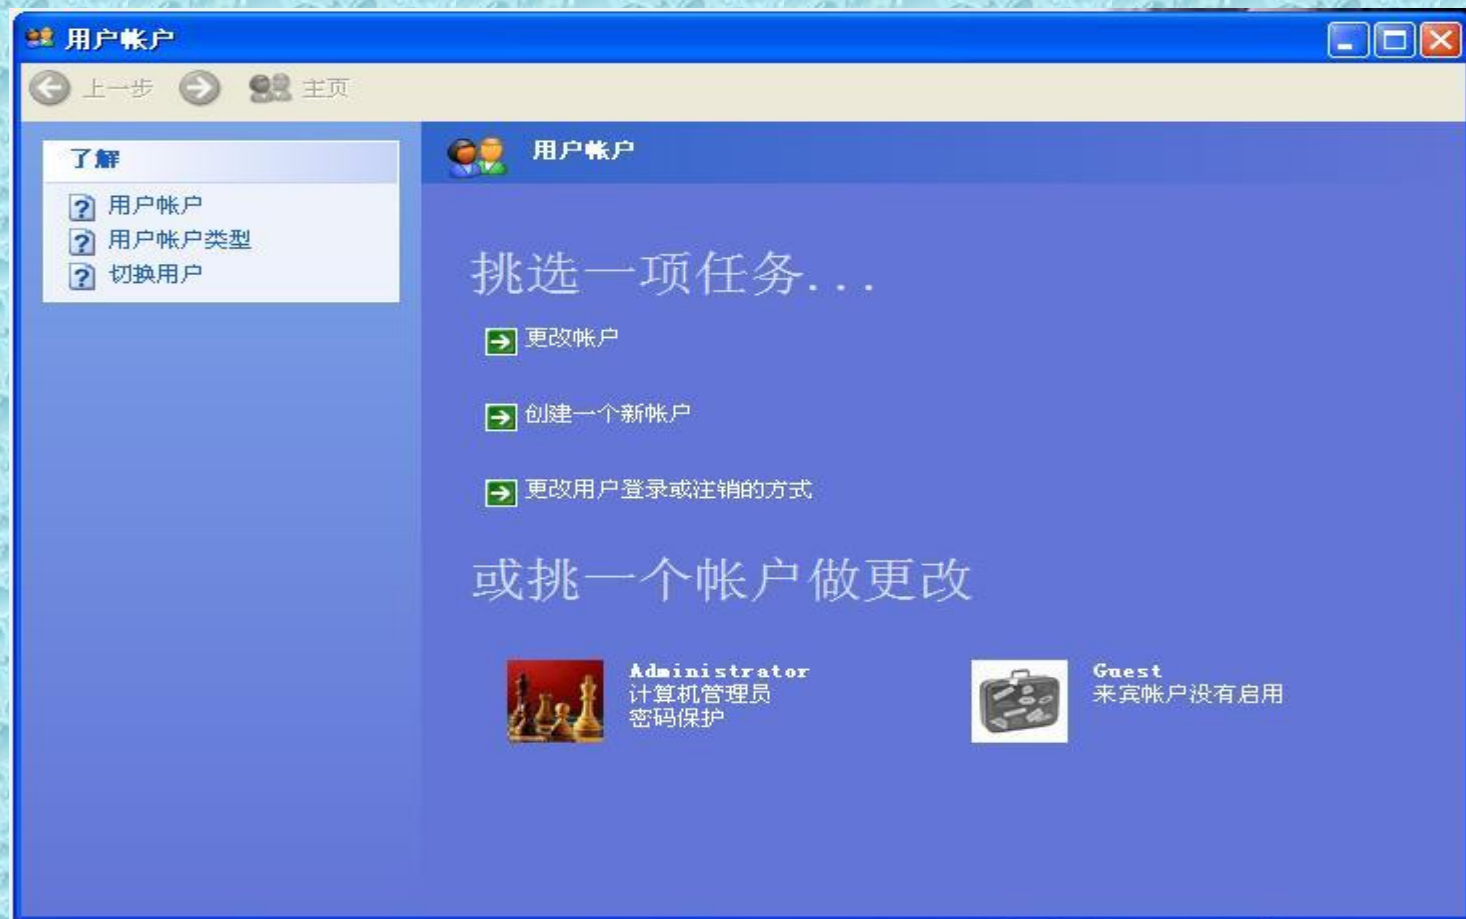 用户帐户
上一步 主页
了解
用户帐户
用户帐户类型
切换用户
用户帐户
挑选一项任务...
更改帐户
创建一个新帐户
更改用户登录或注销的方式
或挑一个帐户做更改
Administrator
计算机管理员
密码保护
Guest
来宾帐户没有启用